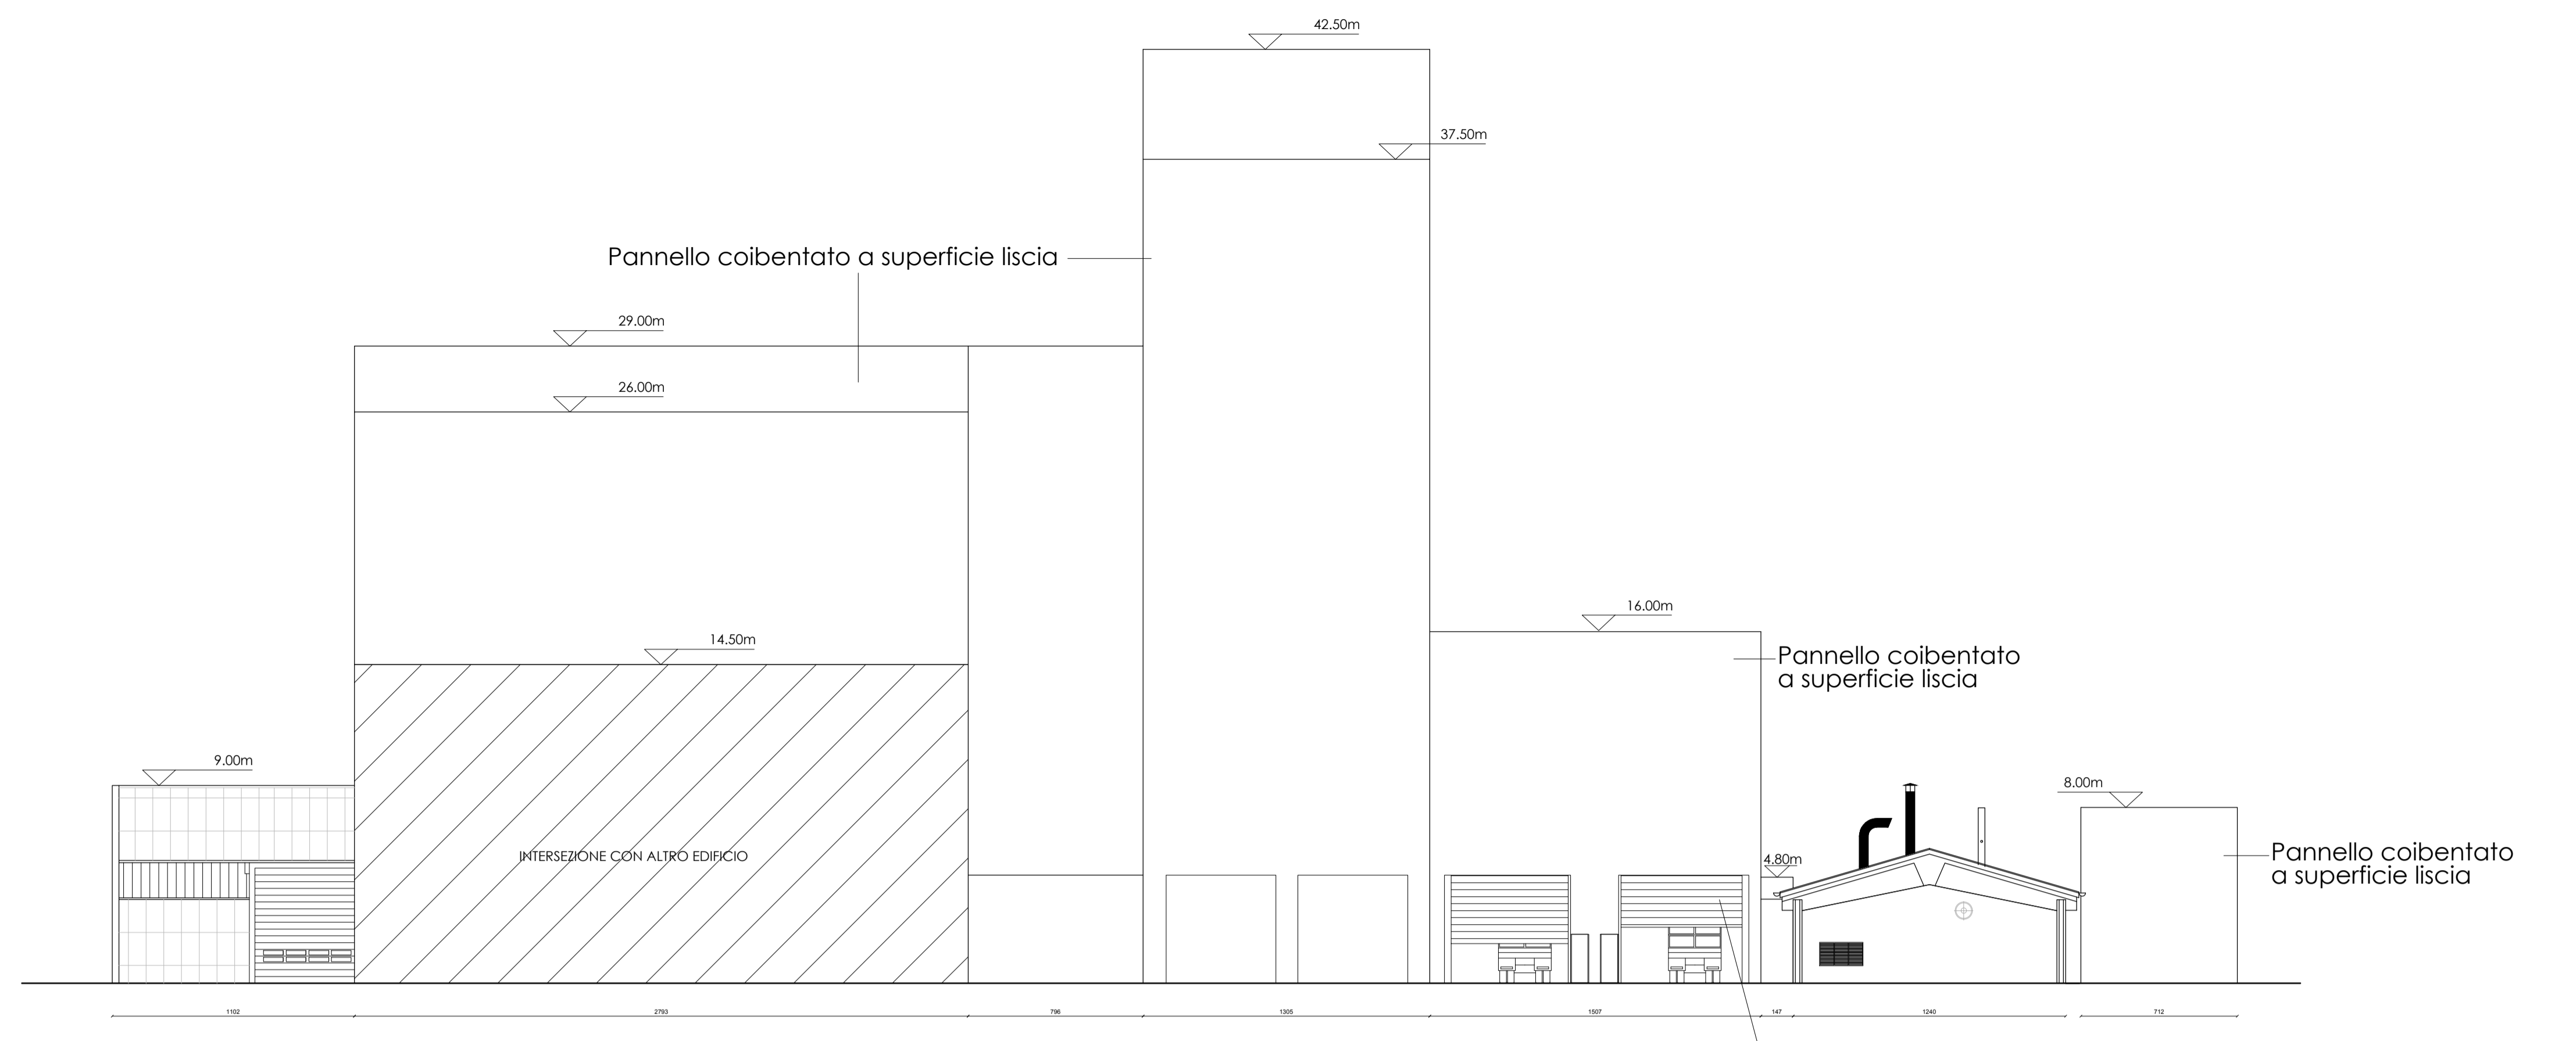 42.50m
37.50m
Pannello coibentato a superficie liscia
29.00m
26.00m
16.00m
14.50m
Pannello coibentato
a superficie liscia
9.00m
8.00m
INTERSEZIONE CON ALTRO EDIFICIO
4.80m
Pannello coibentato
a superficie liscia
1102
2793
796
1305
1507
147
1240
712